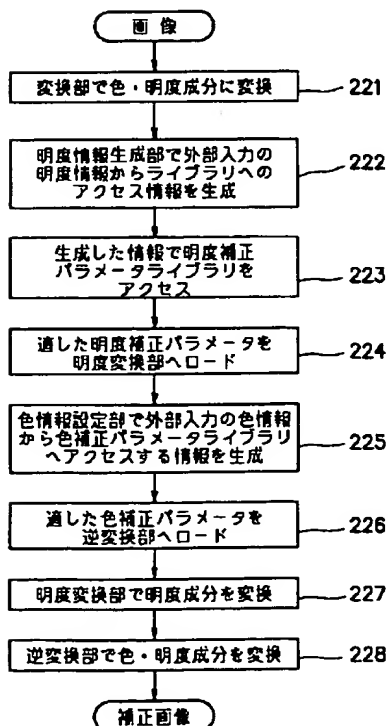 画像
変換部で色・明度成分に変換
221
明度情報生成部で外部入力の
明度情報からライブラリへの
アクセス情報を生成
222
生成した情報で明度補正
パラメータライブラリを
アクセス
223
適した明度補正パラメータを
明度変換部へロード
224
色情報設定部で外部入力の色情報
から色補正パラメータライブラリ
へアクセスする情報を生成
225
適した色補正パラメータを
逆変換部へロード
226
明度変換部で明度成分を変換
227
逆変換部で色・明度成分を変換
228
補正画像